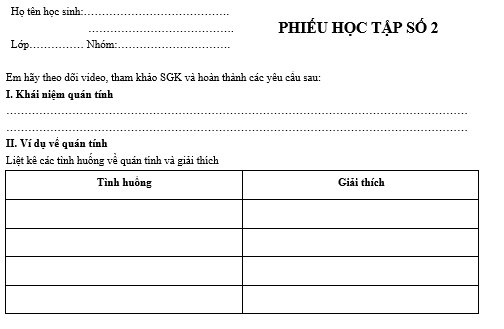 Họ tên học sinh:…………………………………
…………………………………
PHIẾU HỌC TẬP SỐ 2
Lớp…………… Nhóm:…………………………
Em hãy theo dõi video, tham khảo SGK và hoàn thành các yêu cầu sau:
I. Khái niệm quán tính
………………………………………………………………………………………………………………
………………………………………………………………………………………………………………
II. Ví dụ về quán tính
Liệt kê các tình huống về quán tính và giải thích
Tình huống Giải thích